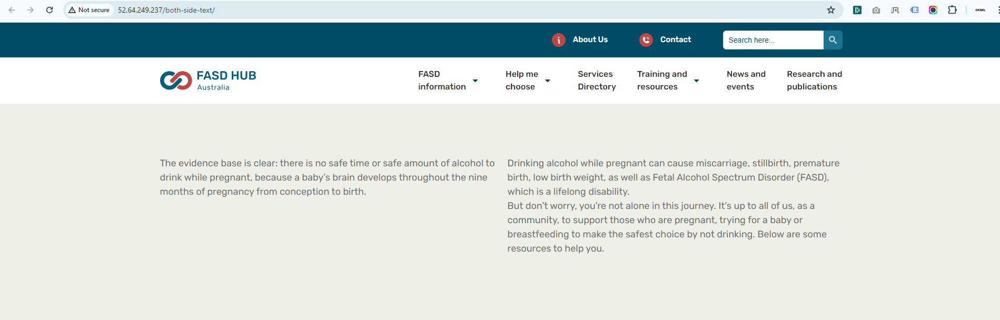 Not secure
52.64.249.237/both-side-text/
OKMG.
About Us
Contact
Search here...
FASD HUB
Australia
FASD
information
Help me
choose
Services
Directory
Training and
resources
News and
events
Research and
publications
The evidence base is clear: there is no safe time or safe amount of alcohol to
drink while pregnant, because a baby’s brain develops throughout the nine
months of pregnancy from conception to birth.
Drinking alcohol while pregnant can cause miscarriage, stillbirth, premature
birth, low birth weight, as well as Fetal Alcohol Spectrum Disorder (FASD),
which is a lifelong disability.
But don’t worry, you’re not alone in this journey. It’s up to all of us, as a
community, to support those who are pregnant, trying for a baby or
breastfeeding to make the safest choice by not drinking. Below are some
resources to help you.